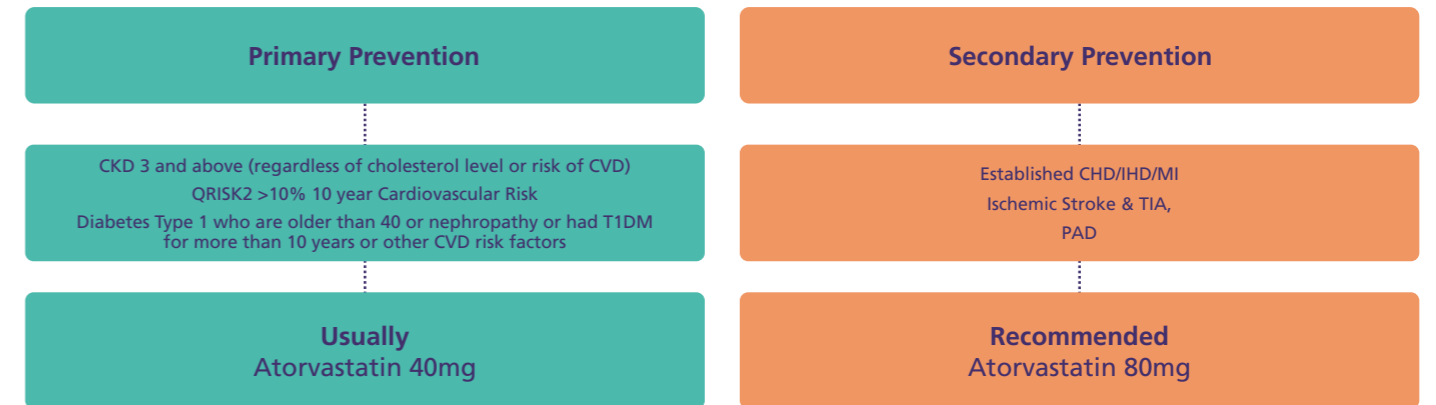 Primary Prevention
CKD 3 and above (regardless of cholesterol level or risk of CVD)
QRISK2 >10% 10 year Cardiovascular Risk
Diabetes Type 1 who are older than 40 or nephropathy or had T1DM
for more than 10 years or other CVD risk factors
Usually
Atorvastatin 40mg
Secondary Prevention
Established CHD/IHD/MI
Ischemic Stroke & TIA,
PAD
Recommended
Atorvastatin 80mg